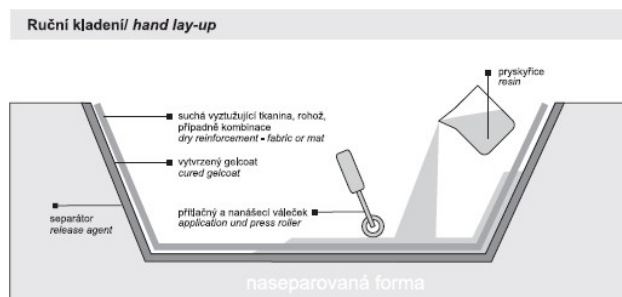 Ruční kladení/ hand lay-up
pryskyřice
resin
suchá vyztužující tkanina, rohož,
případně kombinace
dry reinforcement - fabric or mat
vytvrzený gelcoat
cured gelcoat
přítlačný a nanášecí váleček
application und press roller
separátor
release agent
naseparovaná forma